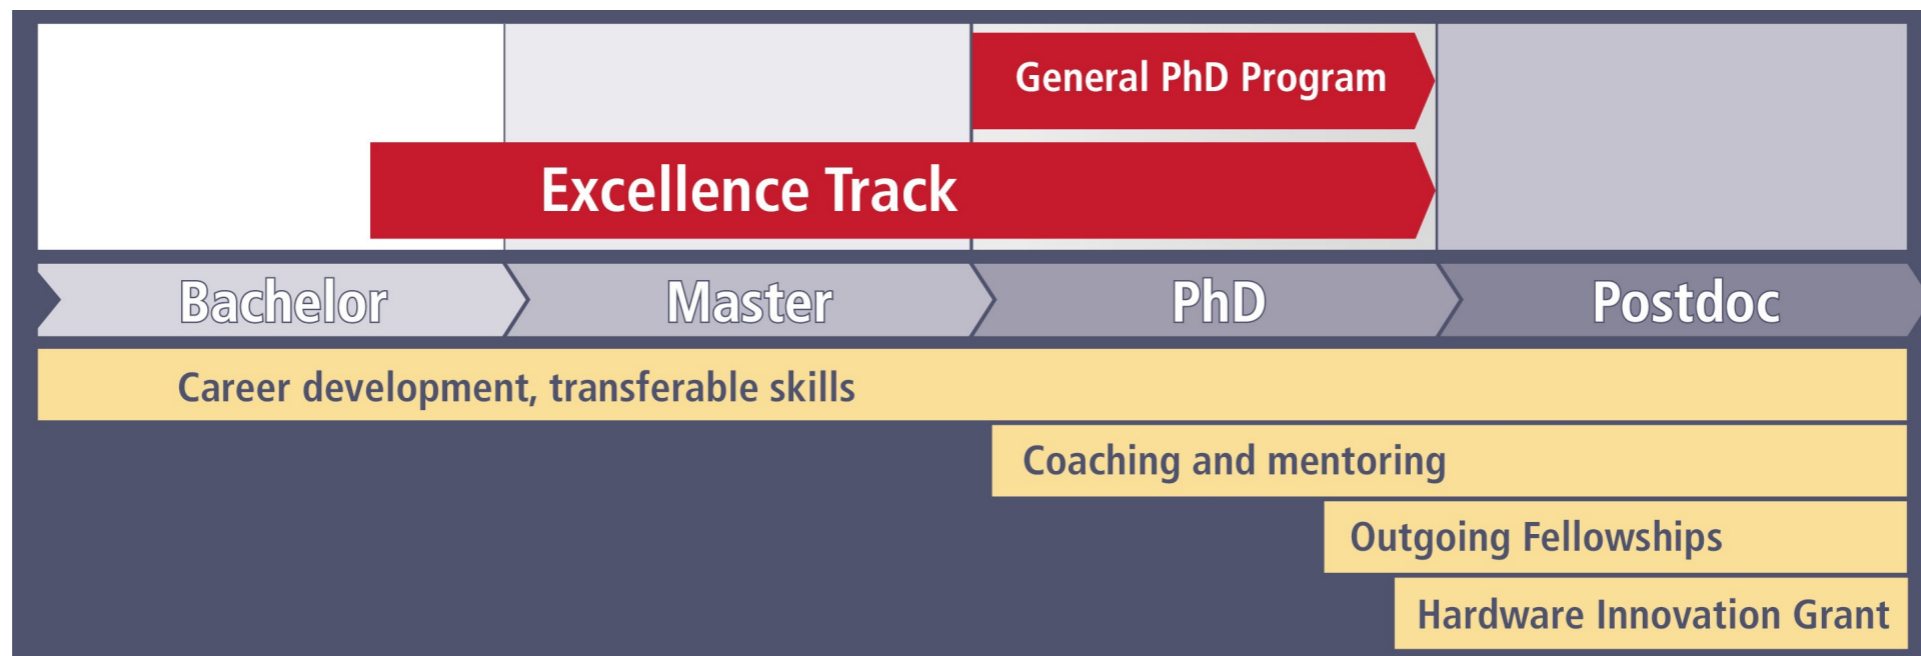 General PhD Program
Excellence Track
Bachelor
Master
PhD
Postdoc
Career development, transferable skills
Coaching and mentoring
Outgoing Fellowships
Hardware Innovation Grant